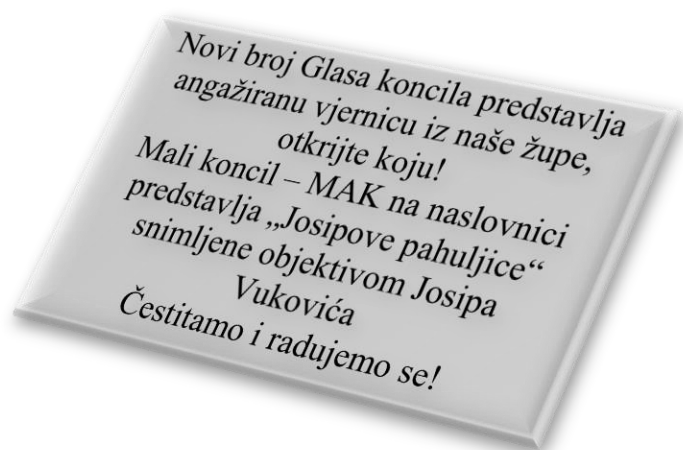 Novi broj Glasa koncila predstavlja
angažiranu vjernicu iz naše župe,
otkrijte koju!
Mali koncil – MAK na naslovnici
predstavlja „Josipove pahuljice“
snimljene objektivom Josipa
Vukovića
Čestitamo i radujemo se!